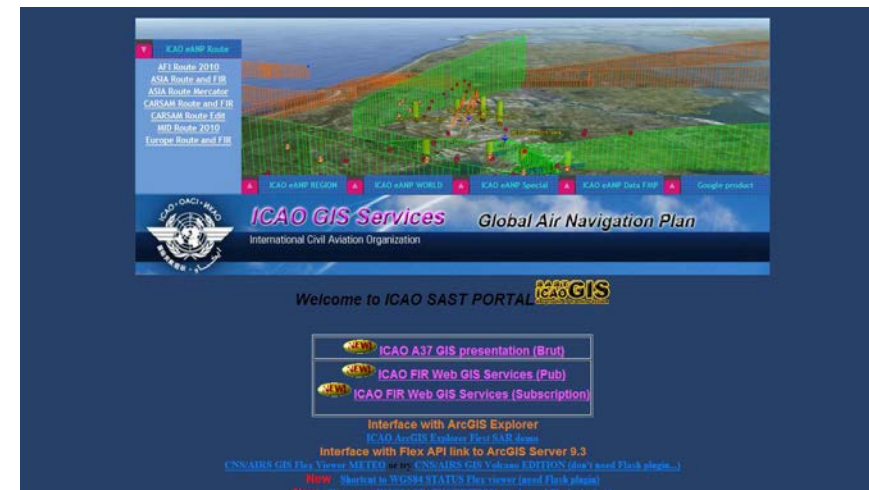 ICAO eANP Route
AFI Route 2010
ASIA Route and FIR
ASIA Route Mercator
CARSAM Route and FIR
CARSAM Route Edit
MID Route 2010
Europe Route and FIR
ICAO eANP REGION ICAO eANP WORLD ICAO eANP Special ICAO eANP Data FMP Google product
ICAO GIS Services Global Air Navigation Plan
International Civil Aviation Organization
ICAO · OACI · ИКАО
Welcome to ICAO SAST PORTAL SAST ICAO GIS
NEW! ICAO A37 GIS presentation (Brut)
NEW! ICAO FIR Web GIS Services (Pub)
NEW! ICAO FIR Web GIS Services (Subscription)
Interface with ArcGIS Explorer
ICAO ArcGIS Explorer First SAR demo
Interface with Flex API link to ArcGIS Server 9.3
CNS/AIRS GIS Flex Viewer METEO or try CNS/AIRS GIS Volcano EDITION (don't need Flash plugin...)
New Shortcut to WGS84 STATUS Flex viewer (need Flash plugin)